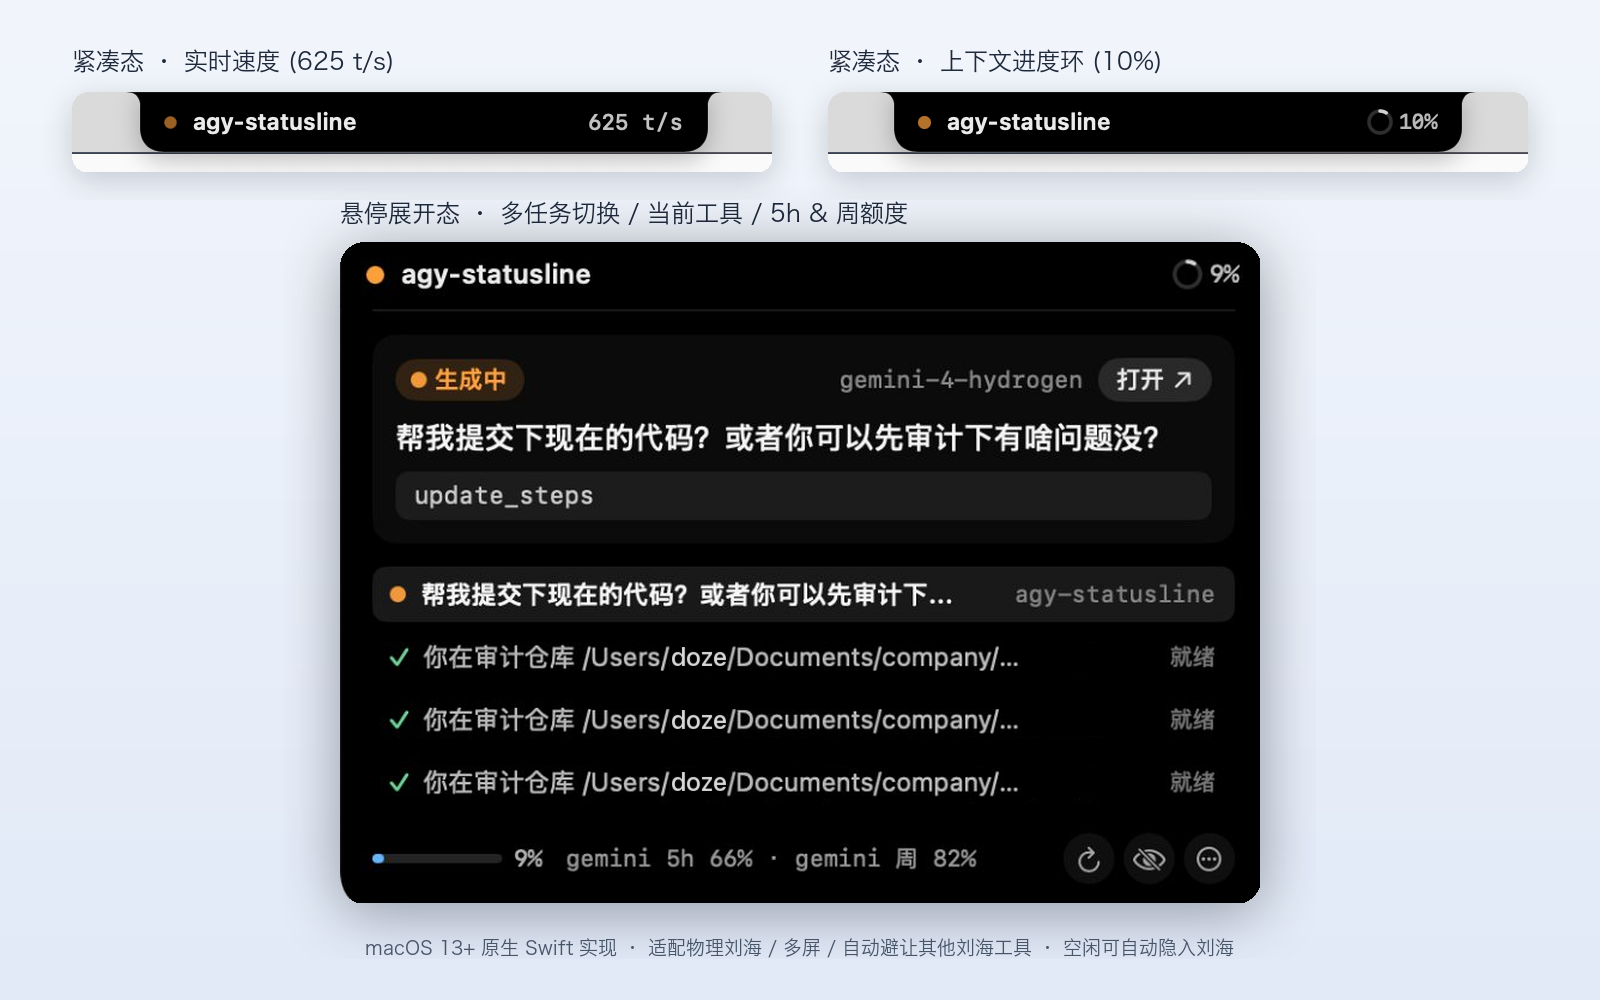 紧凑态 · 实时速度 (625 t/s)
紧凑态 · 上下文进度环 (10%)
agy-statusline 625 t/s
agy-statusline 10%
悬停展开态 · 多任务切换 / 当前工具 / 5h & 周额度
agy-statusline 9%
生成中 gemini-4-hydrogen 打开
帮我提交下现在的代码？或者你可以先审计下有啥问题没？
update_steps
帮我提交下现在的代码？或者你可以先审计下... agy-statusline
你在审计仓库 /Users/doze/Documents/company/... 就绪
你在审计仓库 /Users/doze/Documents/company/... 就绪
你在审计仓库 /Users/doze/Documents/company/... 就绪
9% gemini 5h 66% · gemini 周 82%
macOS 13+ 原生 Swift 实现 · 适配物理刘海 / 多屏 / 自动避让其他刘海工具 · 空闲可自动隐入刘海